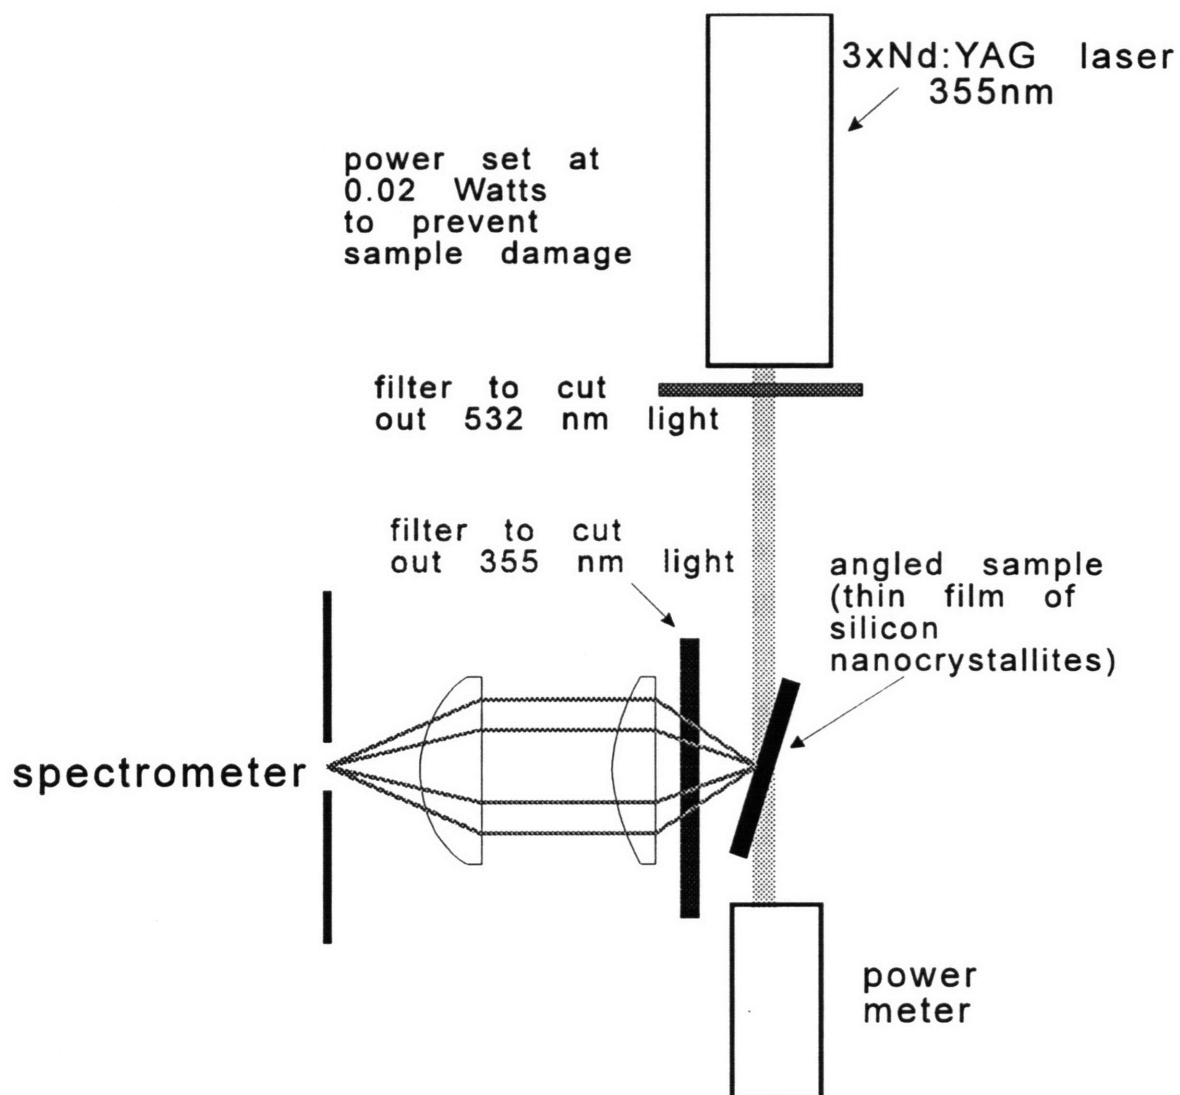 3xNd:YAG laser
355nm
power set at
0.02 Watts
to prevent
sample damage
filter to cut
out 532 nm light
filter to cut
out 355 nm light
angled sample
(thin film of
silicon
nanocrystallites)
spectrometer
power
meter